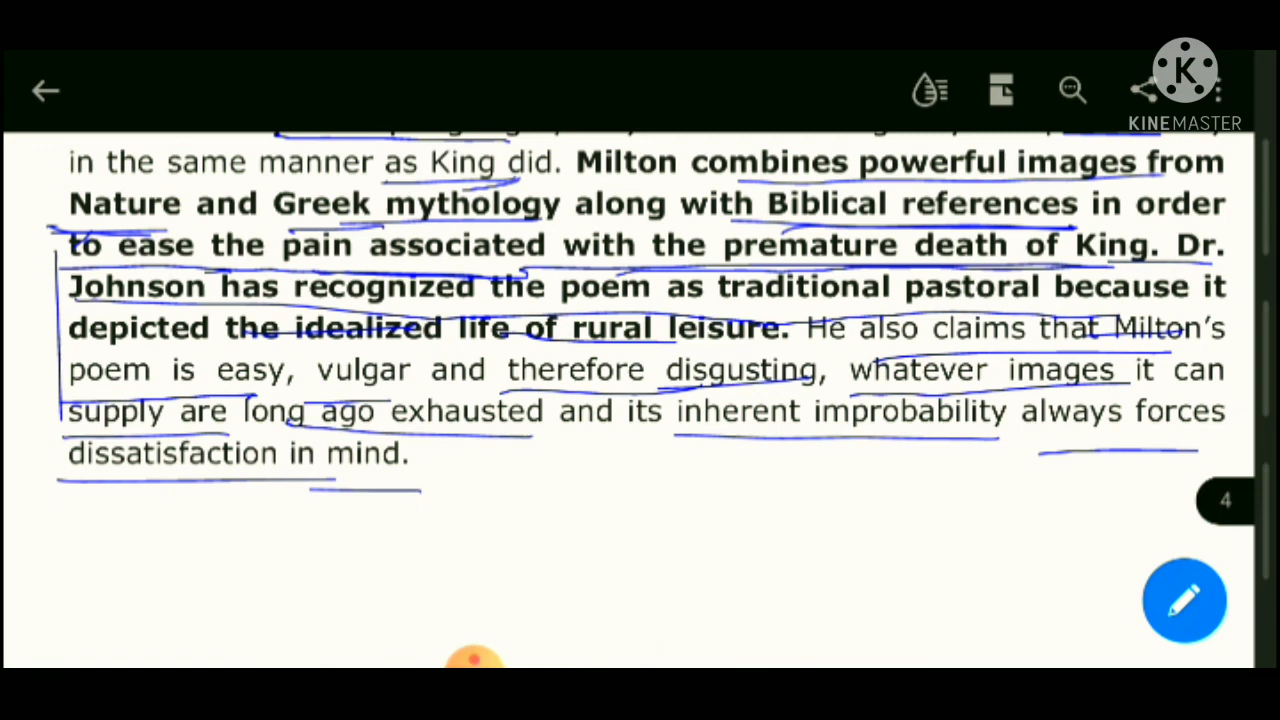 KINEMASTER
in the same manner as King did. Milton combines powerful images from
Nature and Greek mythology along with Biblical references in order
to ease the pain associated with the premature death of King. Dr.
Johnson has recognized the poem as traditional pastoral because it
depicted the idealized life of rural leisure. He also claims that Milton's
poem is easy, vulgar and therefore disgusting, whatever images it can
supply are long ago exhausted and its inherent improbability always forces
dissatisfaction in mind.
4